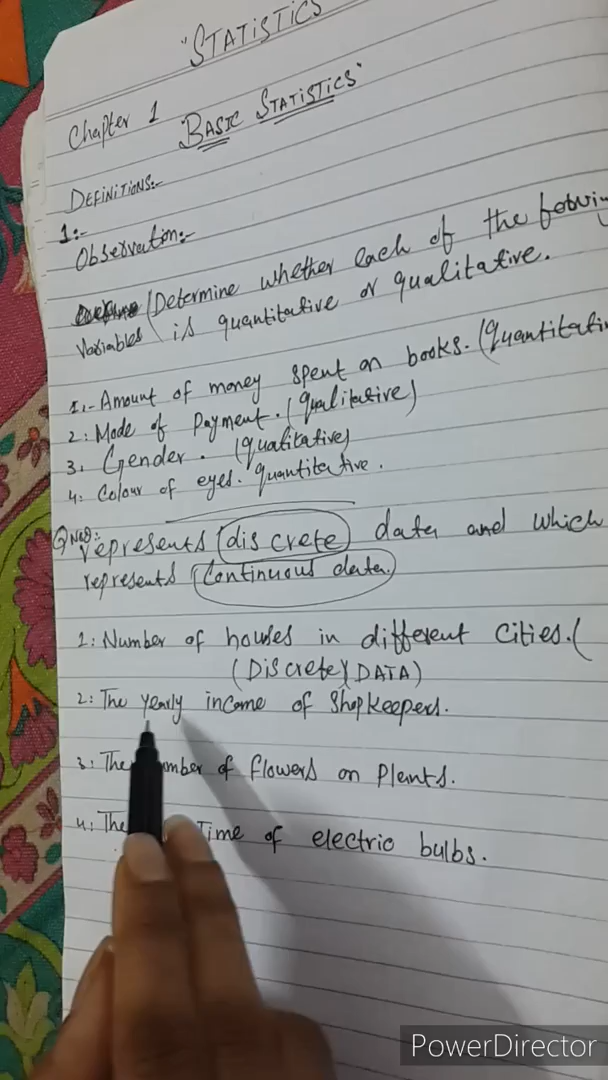 "STATISTICS
Chapter 1
BASIC STATISTICS"
DEFINITIONS:-
1:-
Observation:-
(Determine whether each of the
Variables is quantitative or qualitative.
1.- Amount of money spent on books. (quantitative
2: Mode of Payment. (qualitative)
3. Gender. (qualitative)
4: Colour of eyes. quantitative.
represents (discrete) data and which
represents (Continuous data.)
1: Number of houses in different Cities.(
(Discrete)(DATA)
2: The Yearly income of Shopkeepers.
3: The of flowers on Plants.
4: The Time of electric bulbs.
PowerDirector